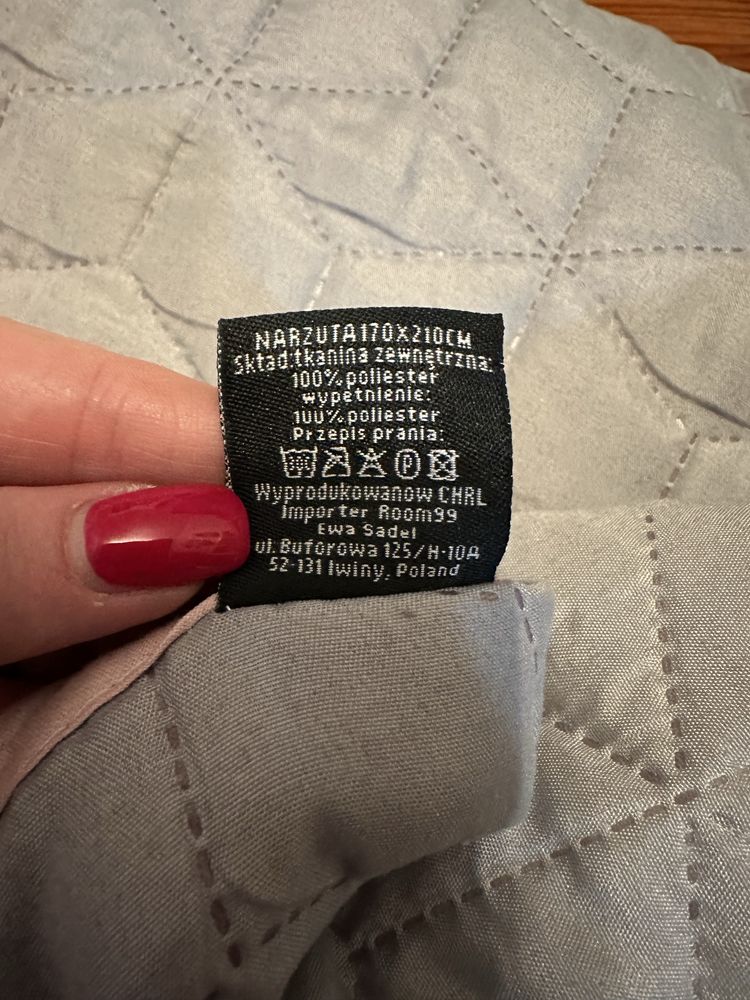 NARZUTA170X210CM
Skład:tkanina zewnętrzna:
100%poliester
wypełnienie:
100%poliester
Przepis prania:
P
WyprodukowanoW CHRL
Importer Room99
Ewa Sadel
ul. Buforowa 125/H-10A
52-131 Iwiny, Poland